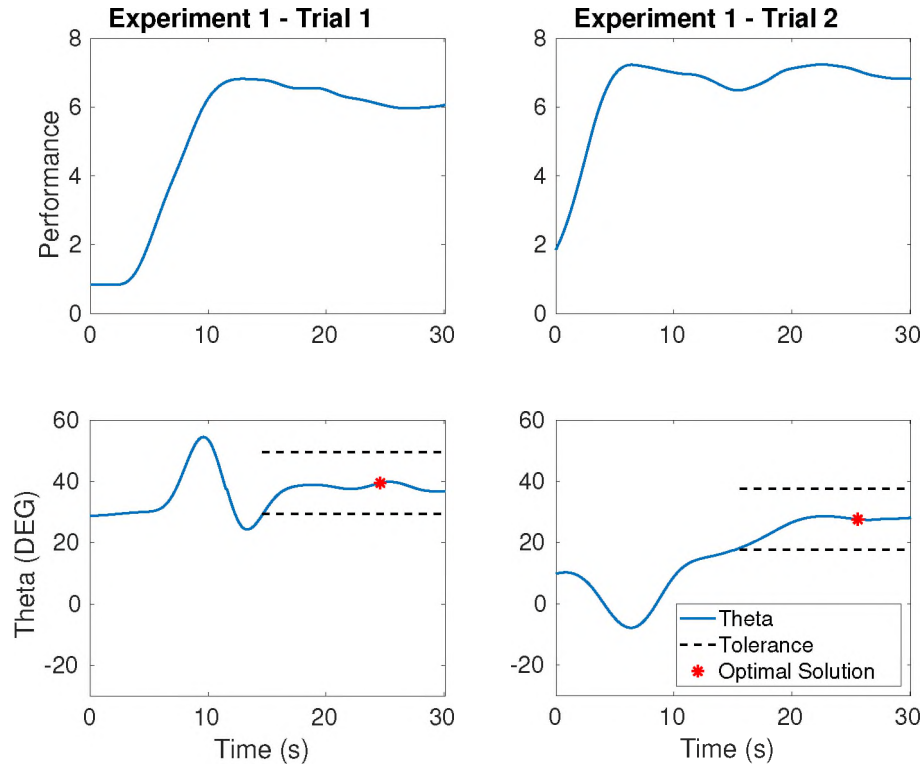 Experiment 1 - Trial 1
Performance
8
6
4
2
0
0 10 20 30
Experiment 1 - Trial 2
8
6
4
2
0
0 10 20 30
Theta (DEG)
60
40
20
0
-20
0 10 20 30
Time (s)
60
40
20
0
-20
Theta
Tolerance
Optimal Solution
0 10 20 30
Time (s)